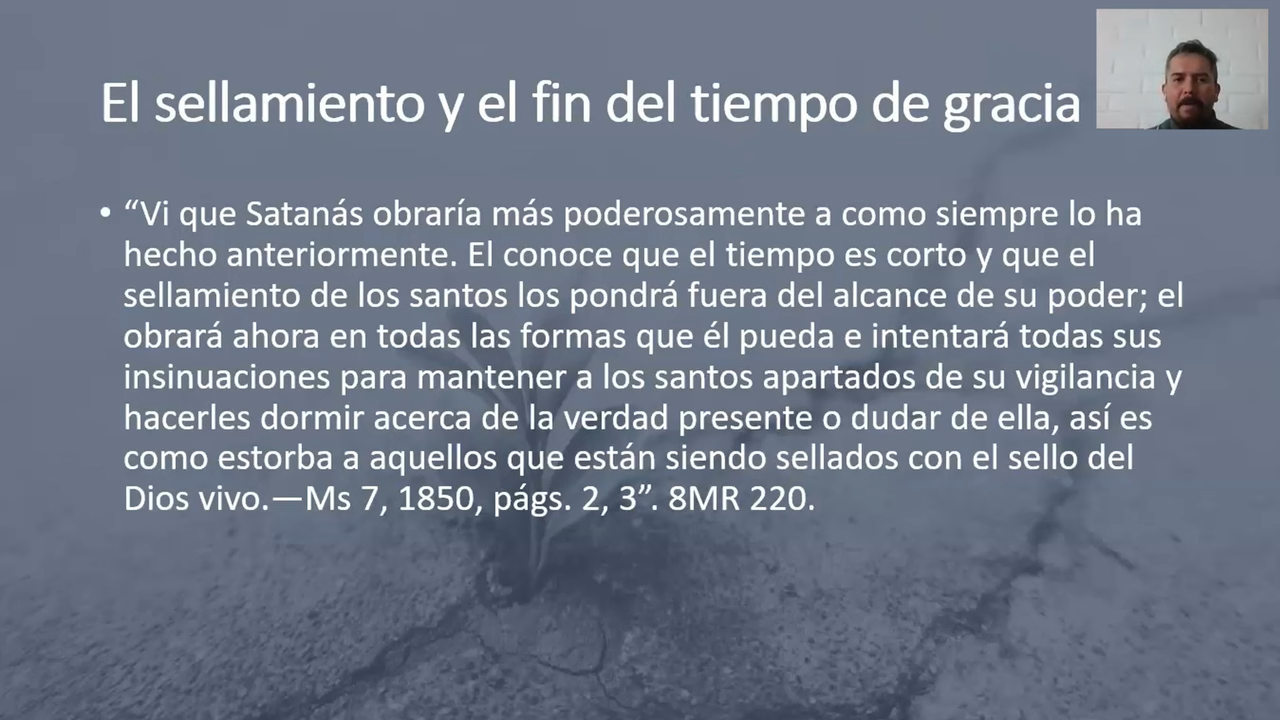 El sellamiento y el fin del tiempo de gracia
• “Vi que Satanás obraría más poderosamente a como siempre lo ha
hecho anteriormente. El conoce que el tiempo es corto y que el
sellamiento de los santos los pondrá fuera del alcance de su poder; el
obrará ahora en todas las formas que él pueda e intentará todas sus
insinuaciones para mantener a los santos apartados de su vigilancia y
hacerles dormir acerca de la verdad presente o dudar de ella, así es
como estorba a aquellos que están siendo sellados con el sello del
Dios vivo.—Ms 7, 1850, págs. 2, 3”. 8MR 220.